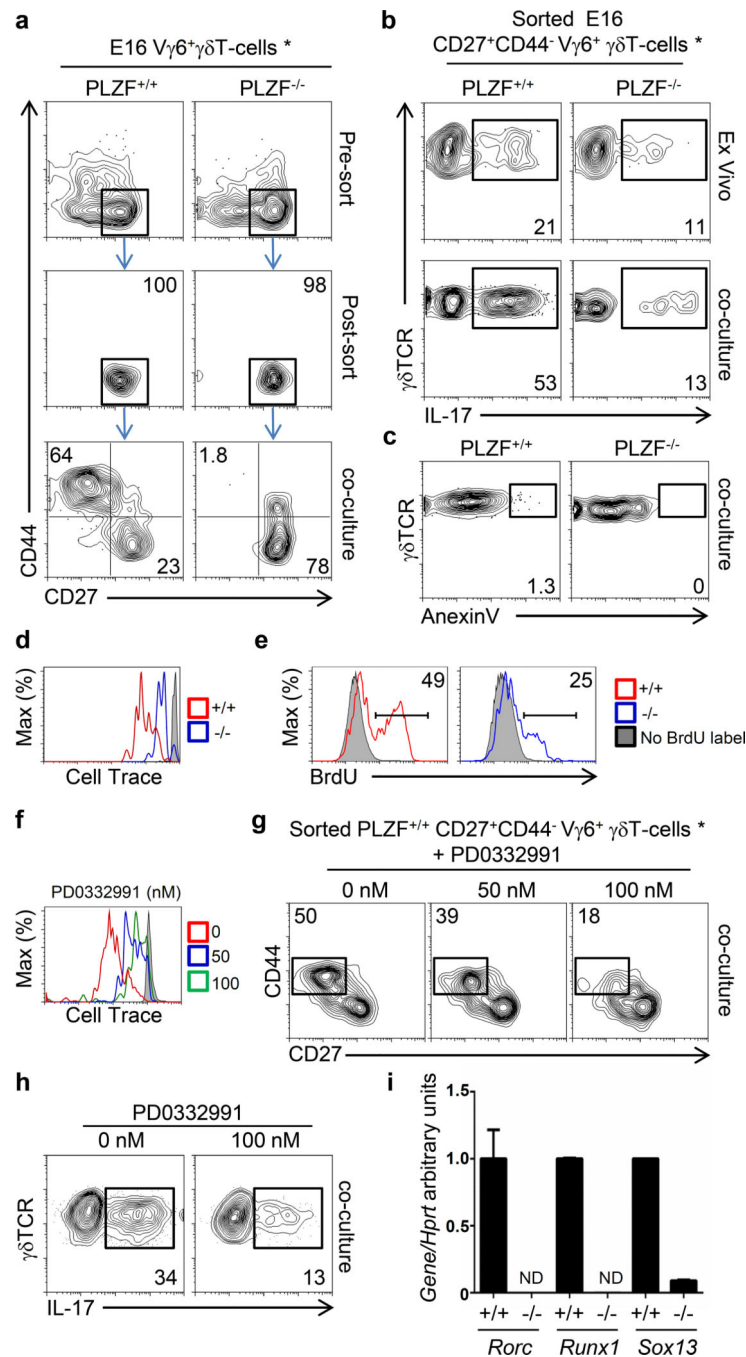 a
E16 Vγ6⁺γδT-cells *
PLZF⁺/⁺ PLZF⁻/⁻
Pre-sort
100 98
Post-sort
64 1.8
23 78
co-culture
CD44
CD27
b
Sorted E16
CD27⁺CD44⁻ Vγ6⁺ γδT-cells *
PLZF⁺/⁺ PLZF⁻/⁻
21 11
Ex Vivo
53 13
co-culture
γδTCR
IL-17
c
PLZF⁺/⁺ PLZF⁻/⁻
1.3 0
co-culture
γδTCR
AnexinV
d
Max (%)
Cell Trace
+/+
-/-
e
Max (%)
49 25
BrdU
+/+
-/-
No BrdU label
f
PD0332991 (nM)
Max (%)
Cell Trace
0
50
100
g
Sorted PLZF⁺/⁺ CD27⁺CD44⁻ Vγ6⁺ γδT-cells *
+ PD0332991
0 nM 50 nM 100 nM
50 39 18
co-culture
CD44
CD27
h
PD0332991
0 nM 100 nM
34 13
co-culture
γδTCR
IL-17
i
Gene/Hprt arbitrary units
1.5
1.0
0.5
0
ND ND
+/+ -/- +/+ -/- +/+ -/-
Rorc Runx1 Sox13